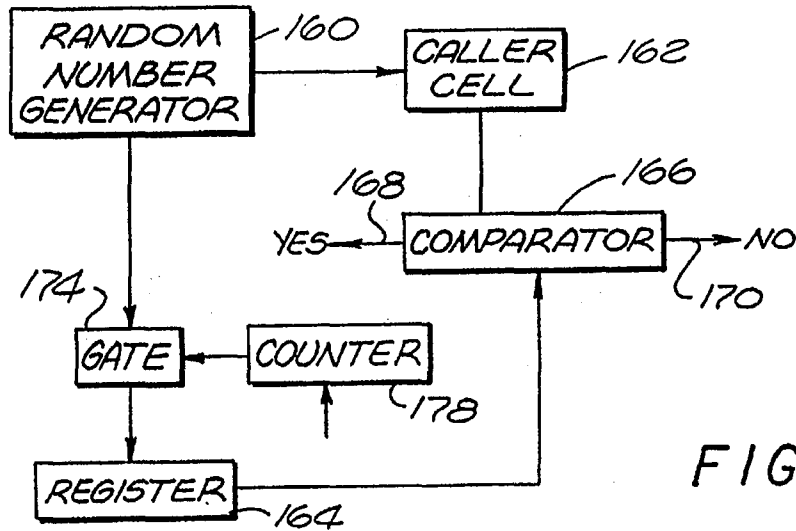 RANDOM
NUMBER
GENERATOR
160
CALLER
CELL
162
168
166
YES
COMPARATOR
NO
170
174
GATE
COUNTER
178
REGISTER
164
FIG